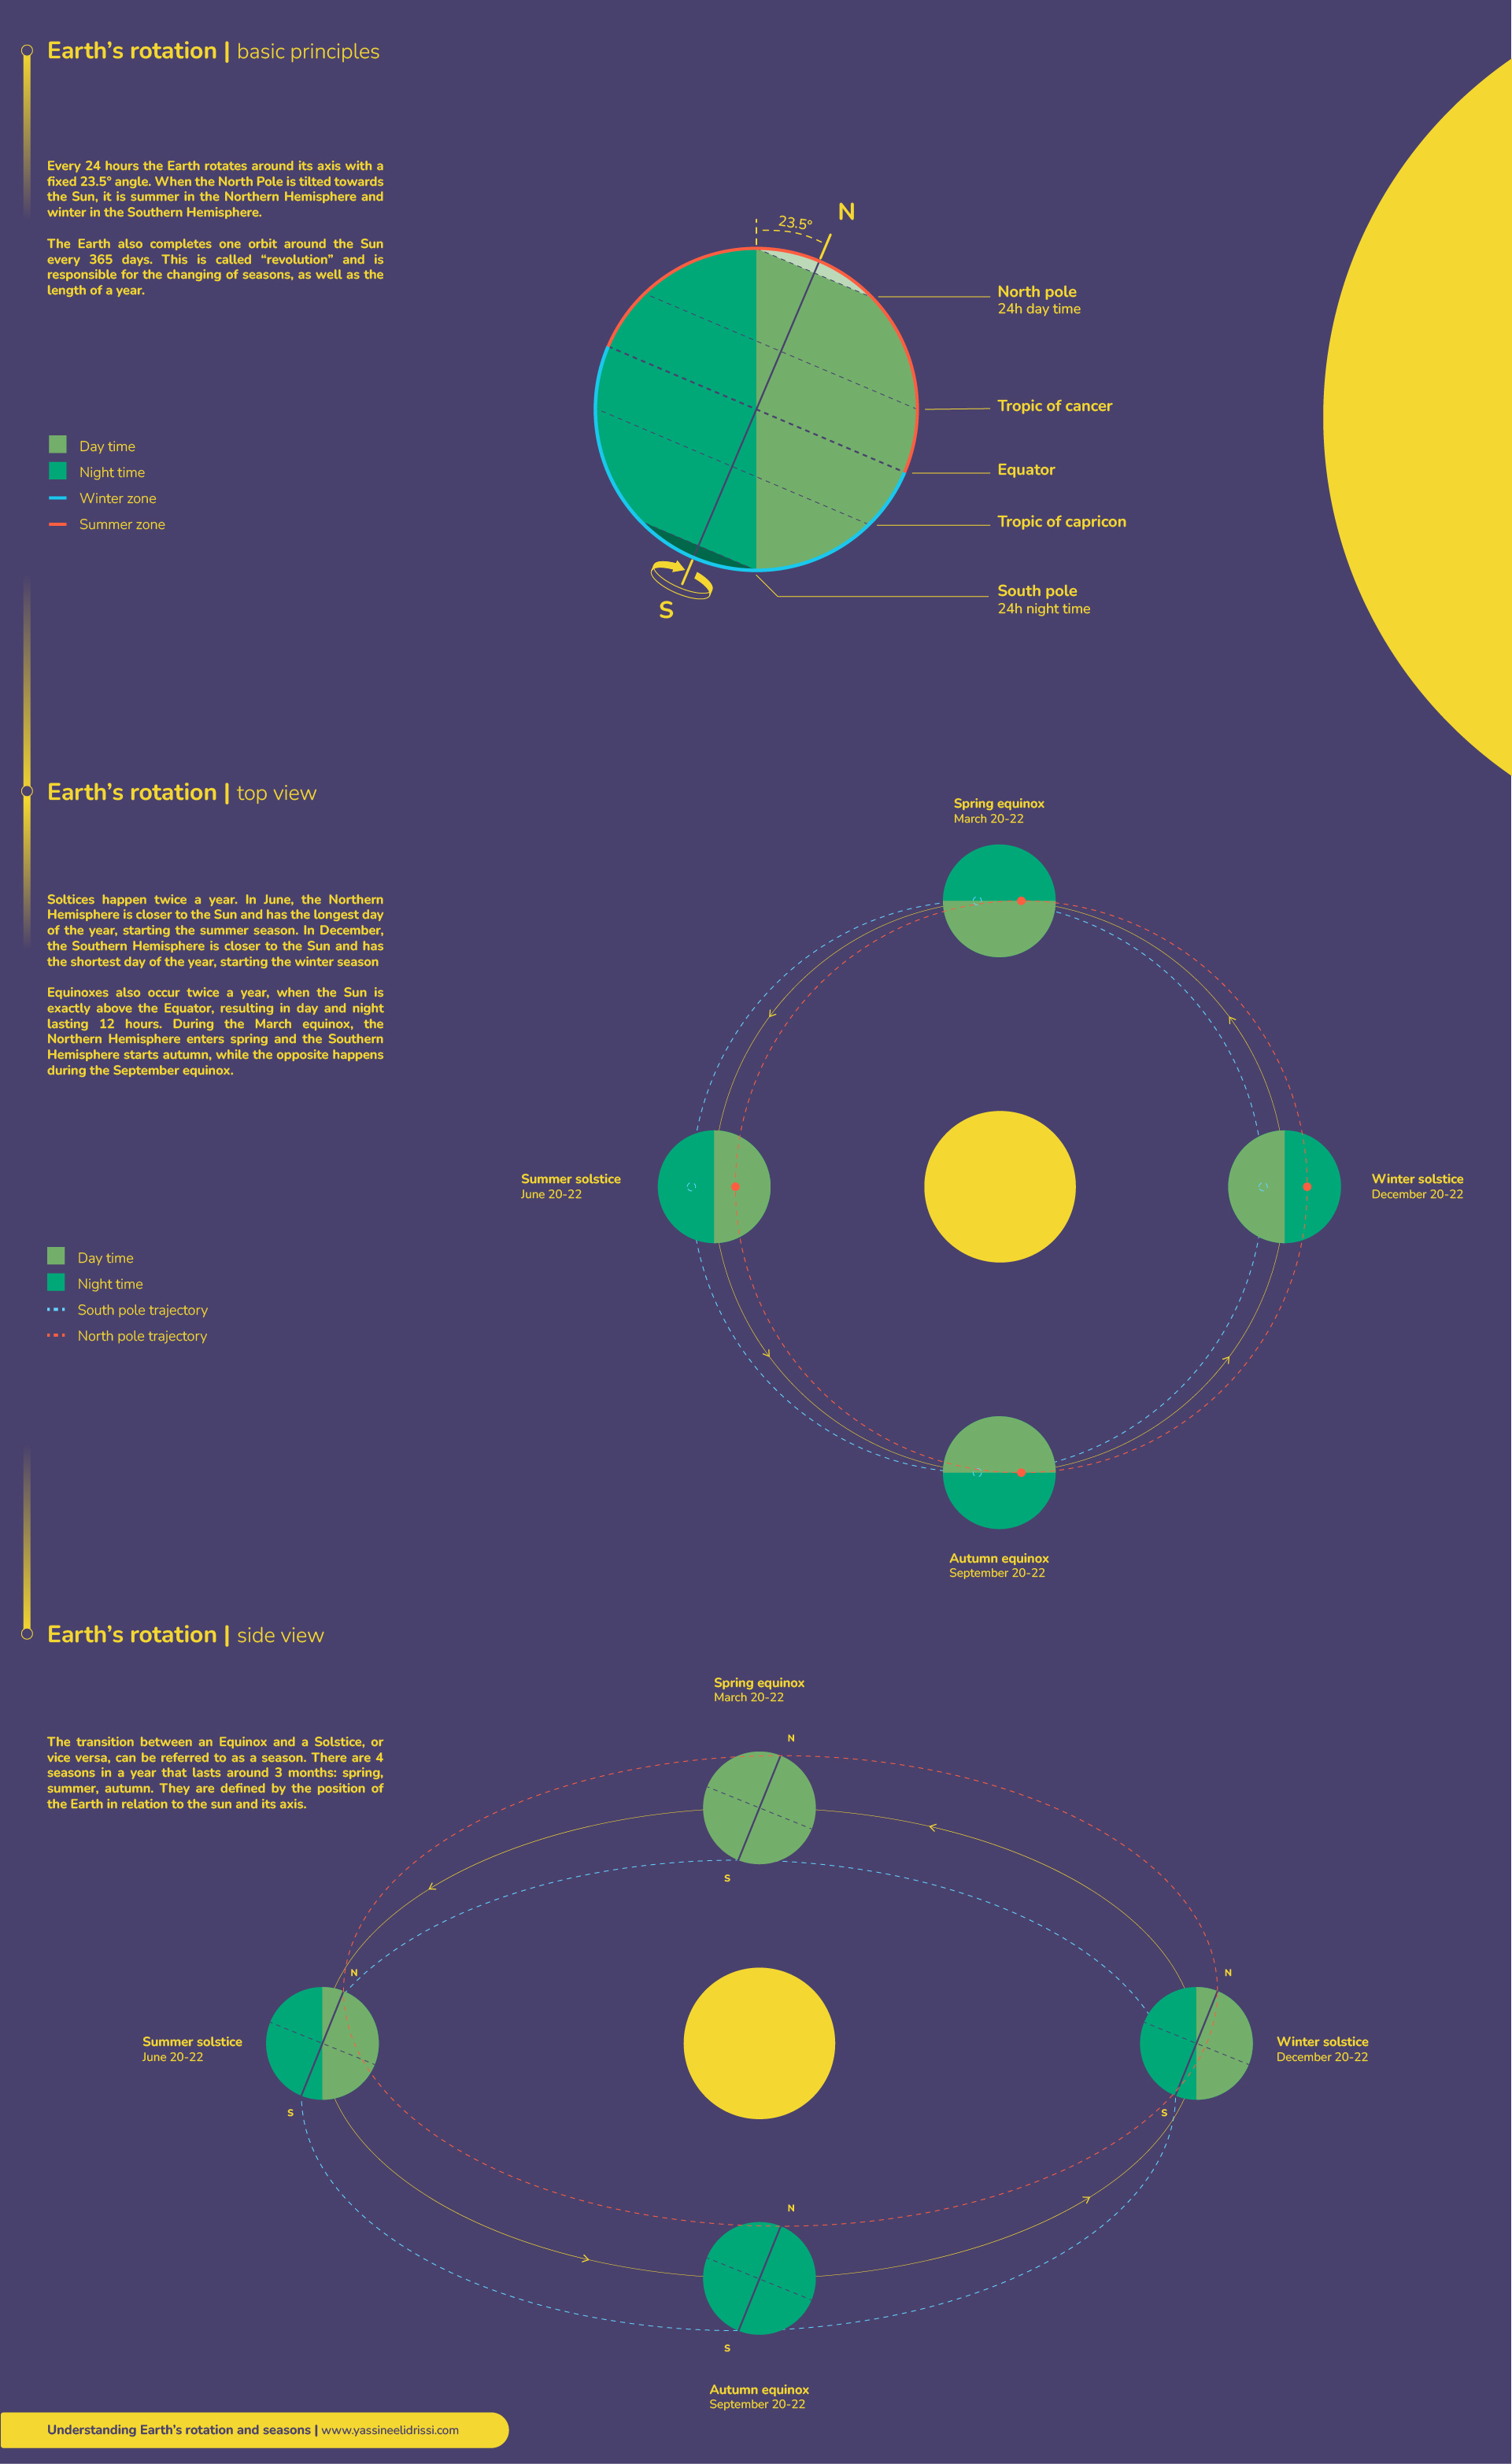 Earth's rotation | basic principles
Every 24 hours the Earth rotates around its axis with a
fixed 23.5° angle. When the North Pole is tilted towards
the Sun, it is summer in the Northern Hemisphere and
winter in the Southern Hemisphere.
The Earth also completes one orbit around the Sun
every 365 days. This is called “revolution” and is
responsible for the changing of seasons, as well as the
length of a year.
Day time
Night time
Winter zone
Summer zone
N
23.5°
North pole
24h day time
Tropic of cancer
Equator
Tropic of capricon
South pole
24h night time
S
Earth's rotation | top view
Soltices happen twice a year. In June, the Northern
Hemisphere is closer to the Sun and has the longest day
of the year, starting the summer season. In December,
the Southern Hemisphere is closer to the Sun and has
the shortest day of the year, starting the winter season
Equinoxes also occur twice a year, when the Sun is
exactly above the Equator, resulting in day and night
lasting 12 hours. During the March equinox, the
Northern Hemisphere enters spring and the Southern
Hemisphere starts autumn, while the opposite happens
during the September equinox.
Day time
Night time
South pole trajectory
North pole trajectory
Spring equinox
March 20-22
Summer solstice
June 20-22
Winter solstice
December 20-22
Autumn equinox
September 20-22
Earth's rotation | side view
The transition between an Equinox and a Solstice, or
vice versa, can be referred to as a season. There are 4
seasons in a year that lasts around 3 months: spring,
summer, autumn. They are defined by the position of
the Earth in relation to the sun and its axis.
Spring equinox
March 20-22
N
S
N
Summer solstice
June 20-22
S
N
Winter solstice
December 20-22
S
N
S
Autumn equinox
September 20-22
Understanding Earth's rotation and seasons | www.yassineelidrissi.com